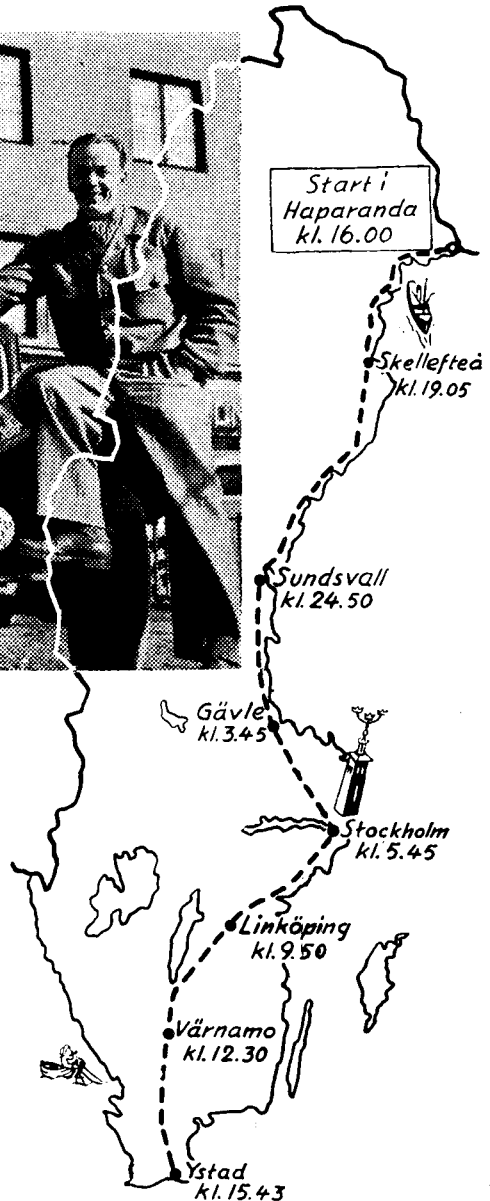 Start i
Haparanda
kl. 16.00
Skellefteå
kl. 19.05
Sundsvall
kl. 24.50
Gävle
kl. 3.45
Stockholm
kl. 5.45
Linköping
kl. 9.50
Värnamo
kl. 12.30
Ystad
kl. 15.43